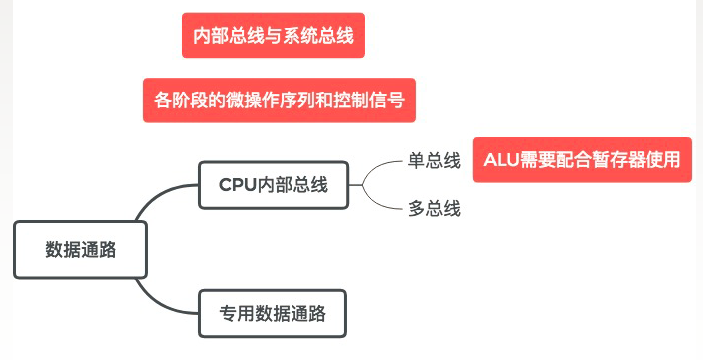 内部总线与系统总线
各阶段的微操作序列和控制信号
单总线
ALU需要配合暂存器使用
CPU内部总线
多总线
数据通路
专用数据通路